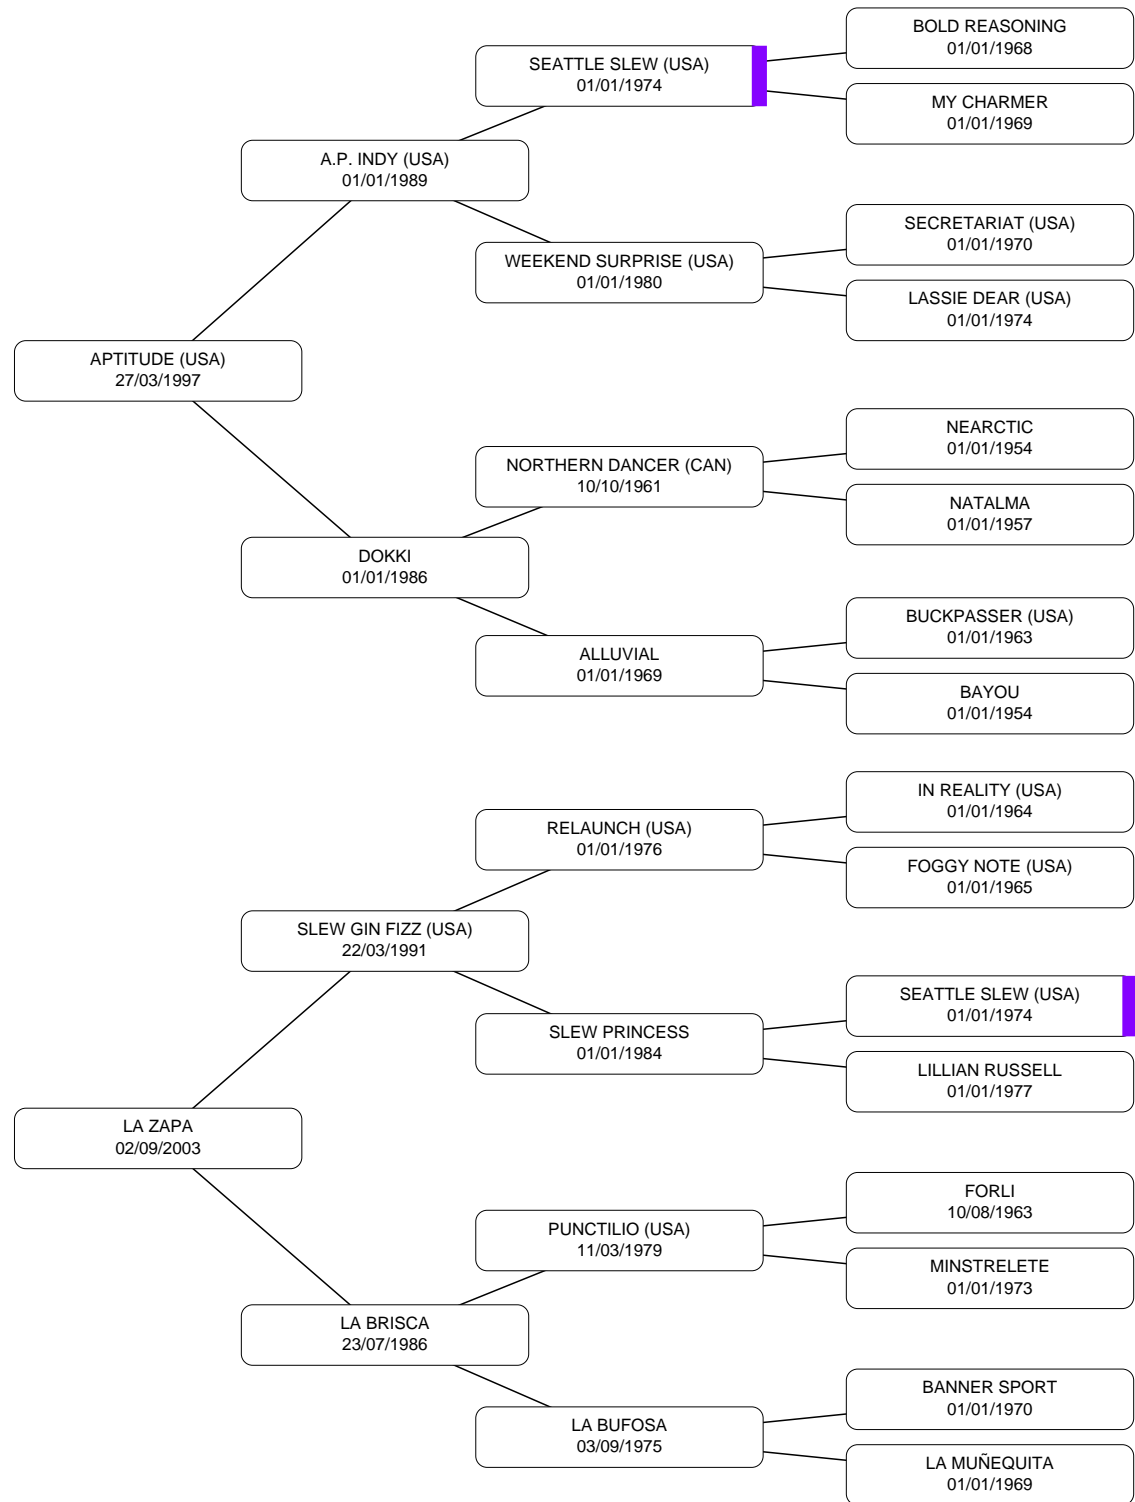 BOLD REASONING
01/01/1968
SEATTLE SLEW (USA)
01/01/1974
MY CHARMER
01/01/1969
A.P. INDY (USA)
01/01/1989
SECRETARIAT (USA)
01/01/1970
WEEKEND SURPRISE (USA)
01/01/1980
LASSIE DEAR (USA)
01/01/1974
APTITUDE (USA)
27/03/1997
NEARCTIC
01/01/1954
NORTHERN DANCER (CAN)
10/10/1961
NATALMA
01/01/1957
DOKKI
01/01/1986
BUCKPASSER (USA)
01/01/1963
ALLUVIAL
01/01/1969
BAYOU
01/01/1954
IN REALITY (USA)
01/01/1964
RELAUNCH (USA)
01/01/1976
FOGGY NOTE (USA)
01/01/1965
SLEW GIN FIZZ (USA)
22/03/1991
SEATTLE SLEW (USA)
01/01/1974
SLEW PRINCESS
01/01/1984
LILLIAN RUSSELL
01/01/1977
LA ZAPA
02/09/2003
FORLI
10/08/1963
PUNCTILIO (USA)
11/03/1979
MINSTRELETE
01/01/1973
LA BRISCA
23/07/1986
BANNER SPORT
01/01/1970
LA BUFOSA
03/09/1975
LA MUÑEQUITA
01/01/1969